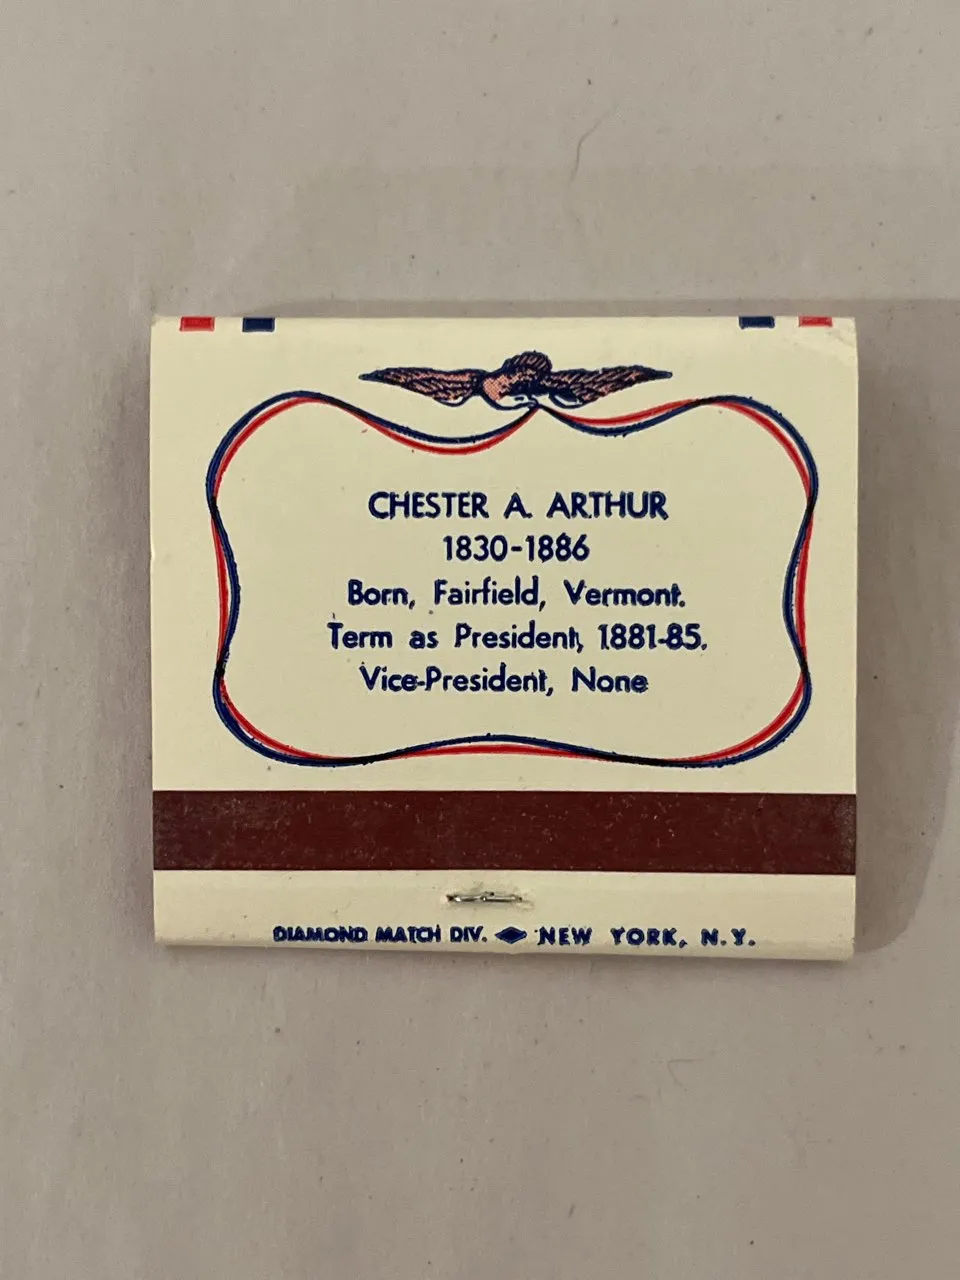 CHESTER A. ARTHUR
1830-1886
Born, Fairfield, Vermont.
Term as President, 1881-85.
Vice-President, None
DIAMOND MATCH DIV. NEW YORK, N.Y.